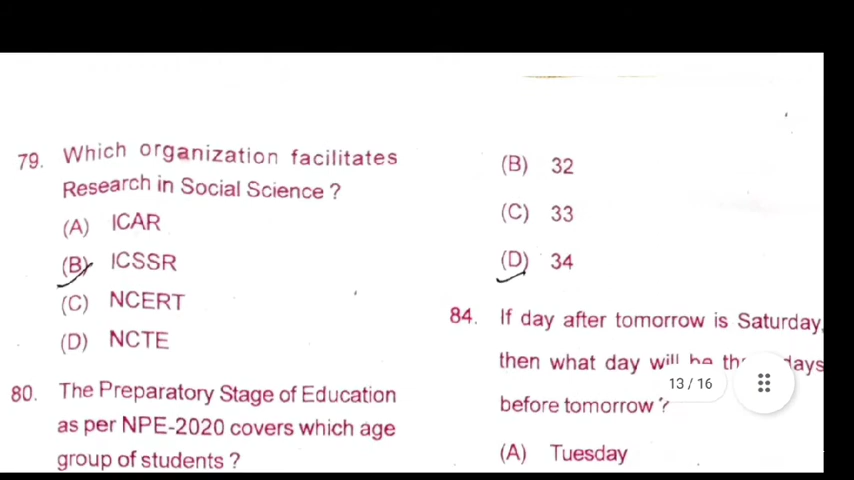 79. Which organization facilitates
Research in Social Science ?
(A) ICAR
(B) ICSSR
(C) NCERT
(D) NCTE
80. The Preparatory Stage of Education
as per NPE-2020 covers which age
group of students ?
(B) 32
(C) 33
(D) 34
84. If day after tomorrow is Saturday,
then what day will be days
before tomorrow ?
(A) Tuesday
13 / 16